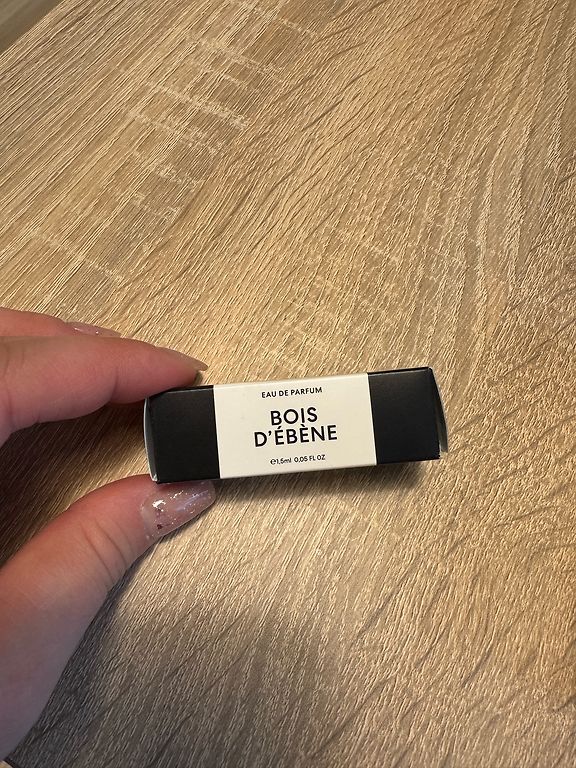 EAU DE PARFUM
BOIS
D'ÉBÈNE
℮1,5ml 0.05 FL OZ